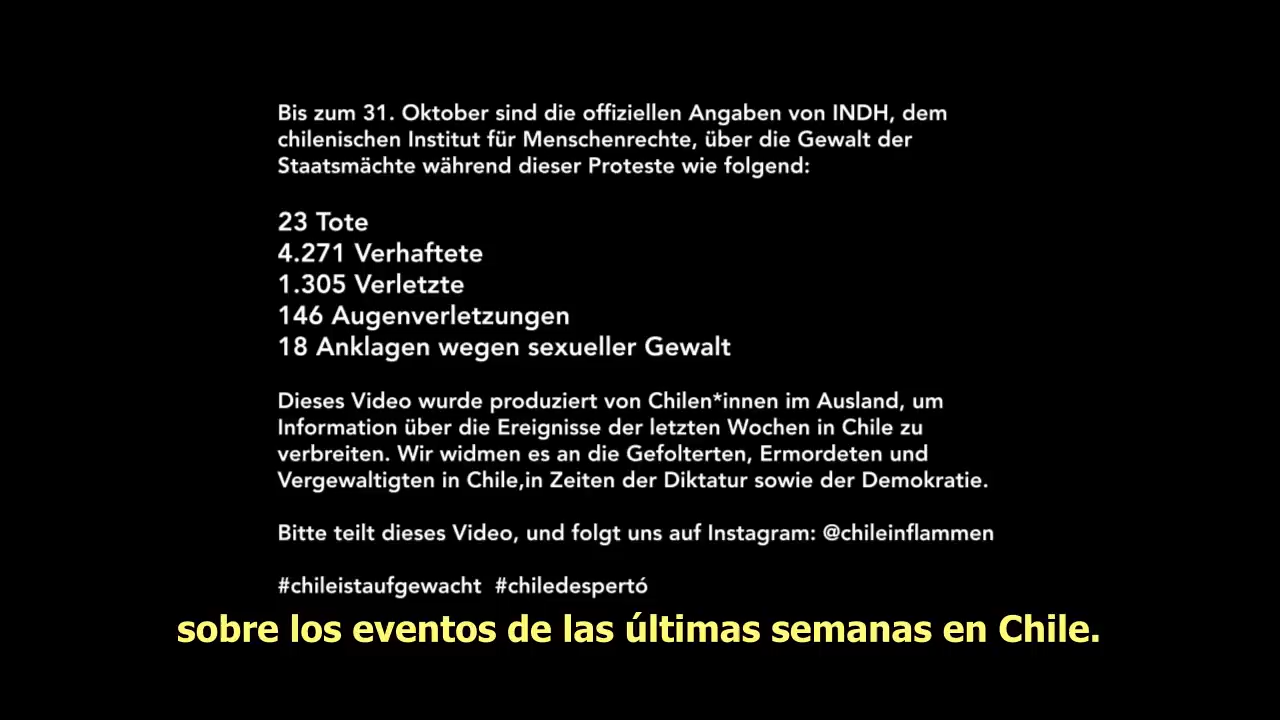 Bis zum 31. Oktober sind die offiziellen Angaben von INDH, dem
chilenischen Institut für Menschenrechte, über die Gewalt der
Staatsmächte während dieser Proteste wie folgend:
23 Tote
4.271 Verhaftete
1.305 Verletzte
146 Augenverletzungen
18 Anklagen wegen sexueller Gewalt
Dieses Video wurde produziert von Chilen*innen im Ausland, um
Information über die Ereignisse der letzten Wochen in Chile zu
verbreiten. Wir widmen es an die Gefolterten, Ermordeten und
Vergewaltigten in Chile,in Zeiten der Diktatur sowie der Demokratie.
Bitte teilt dieses Video, und folgt uns auf Instagram: @chileinflammen
#chileistaufgewacht #chiledespertó
sobre los eventos de las últimas semanas en Chile.